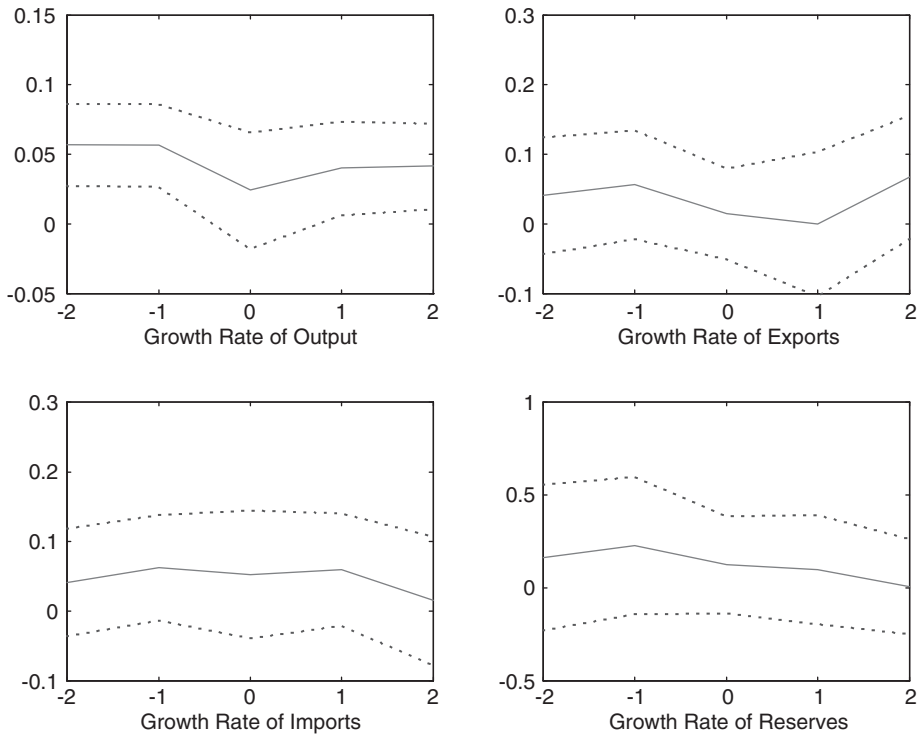 0.15
0.1
0.05
0
-0.05
-2 -1 0 1 2
Growth Rate of Output
0.3
0.2
0.1
0
-0.1
-2 -1 0 1 2
Growth Rate of Exports
0.3
0.2
0.1
0
-0.1
-2 -1 0 1 2
Growth Rate of Imports
1
0.5
0
-0.5
-2 -1 0 1 2
Growth Rate of Reserves